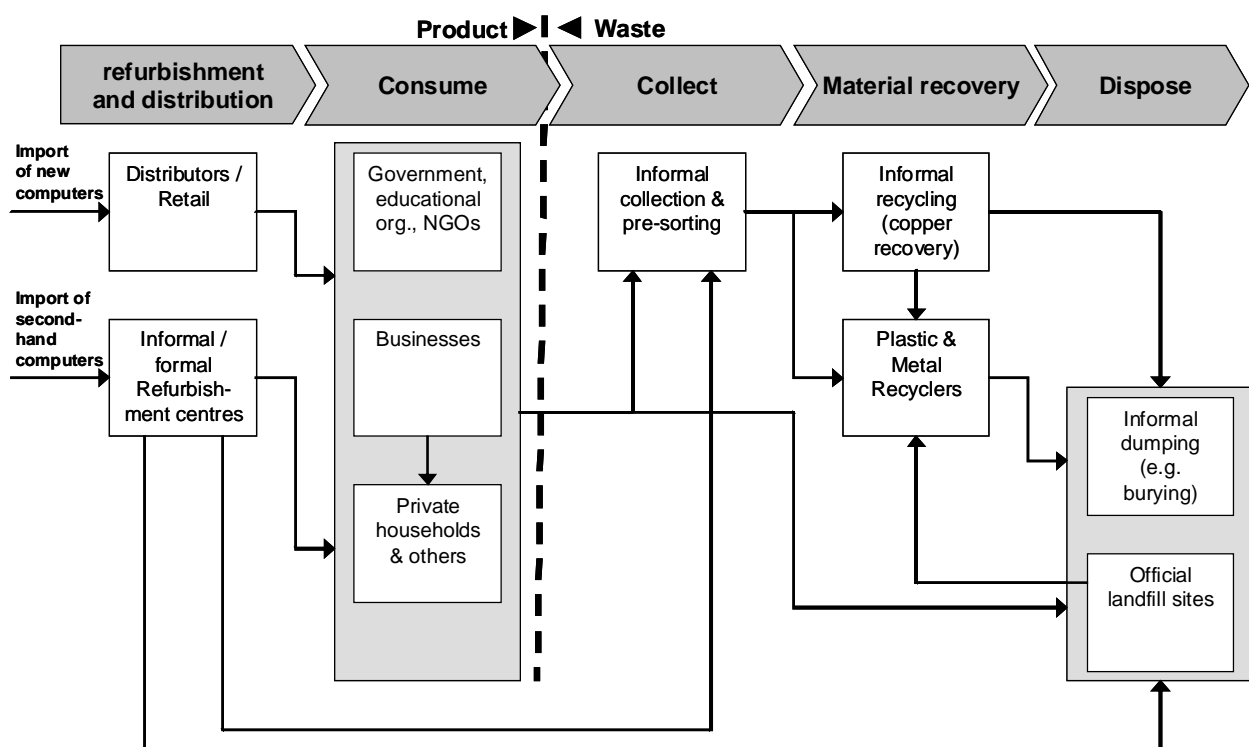 Product
Waste
refurbishment
and distribution
Consume
Collect
Material recovery
Dispose
Import
of new
computers
Distributors /
Retail
Government,
educational
org., NGOs
Informal
collection &
pre-sorting
Informal
recycling
(copper
recovery)
Import of
second-
hand
computers
Informal /
formal
Refurbish-
ment centres
Businesses
Plastic &
Metal
Recyclers
Private
households
& others
Informal
dumping
(e.g.
burying)
Official
landfill sites